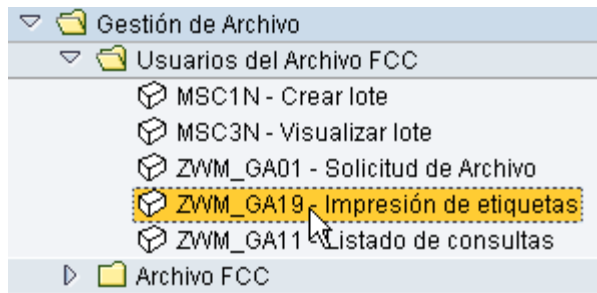 Gestión de Archivo
Usuarios del Archivo FCC
MSC1N - Crear lote
MSC3N - Visualizar lote
ZWM_GA01 - Solicitud de Archivo
ZWM_GA19 - Impresión de etiquetas
ZWM_GA11 - Listado de consultas
Archivo FCC